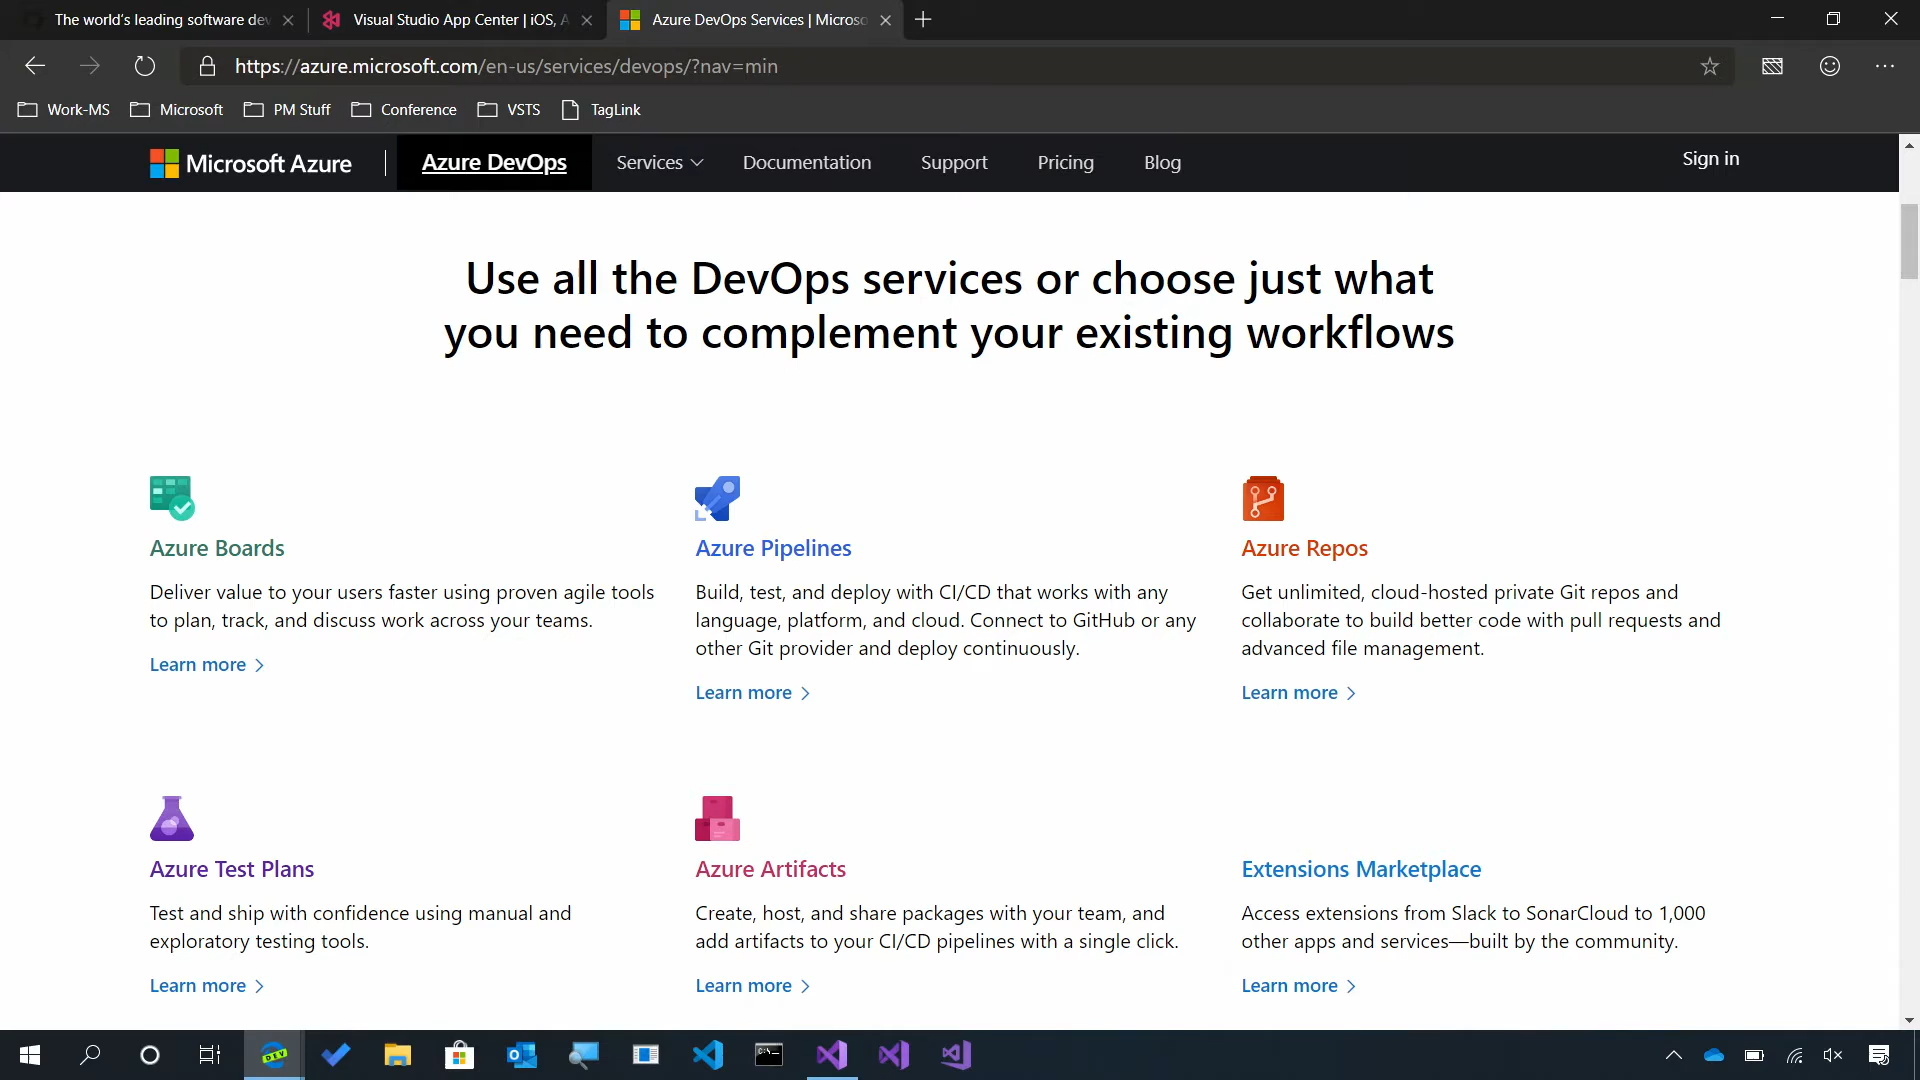 The world's leading software dev
Visual Studio App Center | iOS, A
Azure DevOps Services | Microso
https://azure.microsoft.com/en-us/services/devops/?nav=min
Work-MS
Microsoft
PM Stuff
Conference
VSTS
TagLink
Microsoft Azure
Azure DevOps
Services
Documentation
Support
Pricing
Blog
Sign in
Use all the DevOps services or choose just what
you need to complement your existing workflows
Azure Boards
Deliver value to your users faster using proven agile tools
to plan, track, and discuss work across your teams.
Learn more
Azure Pipelines
Build, test, and deploy with CI/CD that works with any
language, platform, and cloud. Connect to GitHub or any
other Git provider and deploy continuously.
Learn more
Azure Repos
Get unlimited, cloud-hosted private Git repos and
collaborate to build better code with pull requests and
advanced file management.
Learn more
Azure Test Plans
Test and ship with confidence using manual and
exploratory testing tools.
Learn more
Azure Artifacts
Create, host, and share packages with your team, and
add artifacts to your CI/CD pipelines with a single click.
Learn more
Extensions Marketplace
Access extensions from Slack to SonarCloud to 1,000
other apps and services—built by the community.
Learn more
DEV
C:\_